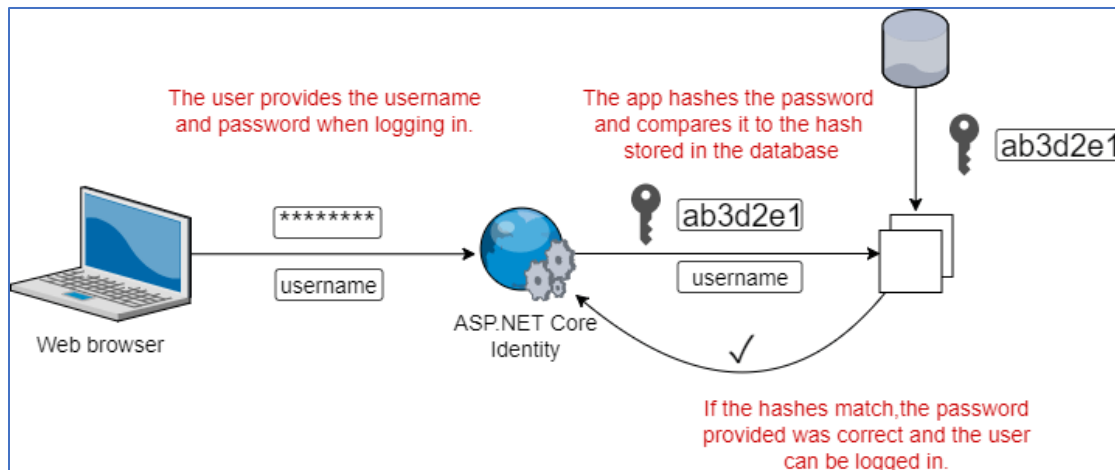 The user provides the username
and password when logging in.
The app hashes the password
and compares it to the hash
stored in the database
ab3d2e1
********
username
Web browser
ASP.NET Core
Identity
ab3d2e1
username
✓
If the hashes match,the password
provided was correct and the user
can be logged in.